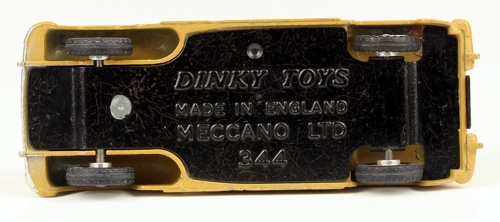 DINKY TOYS
MADE IN ENGLAND
MECCANO LTD
344